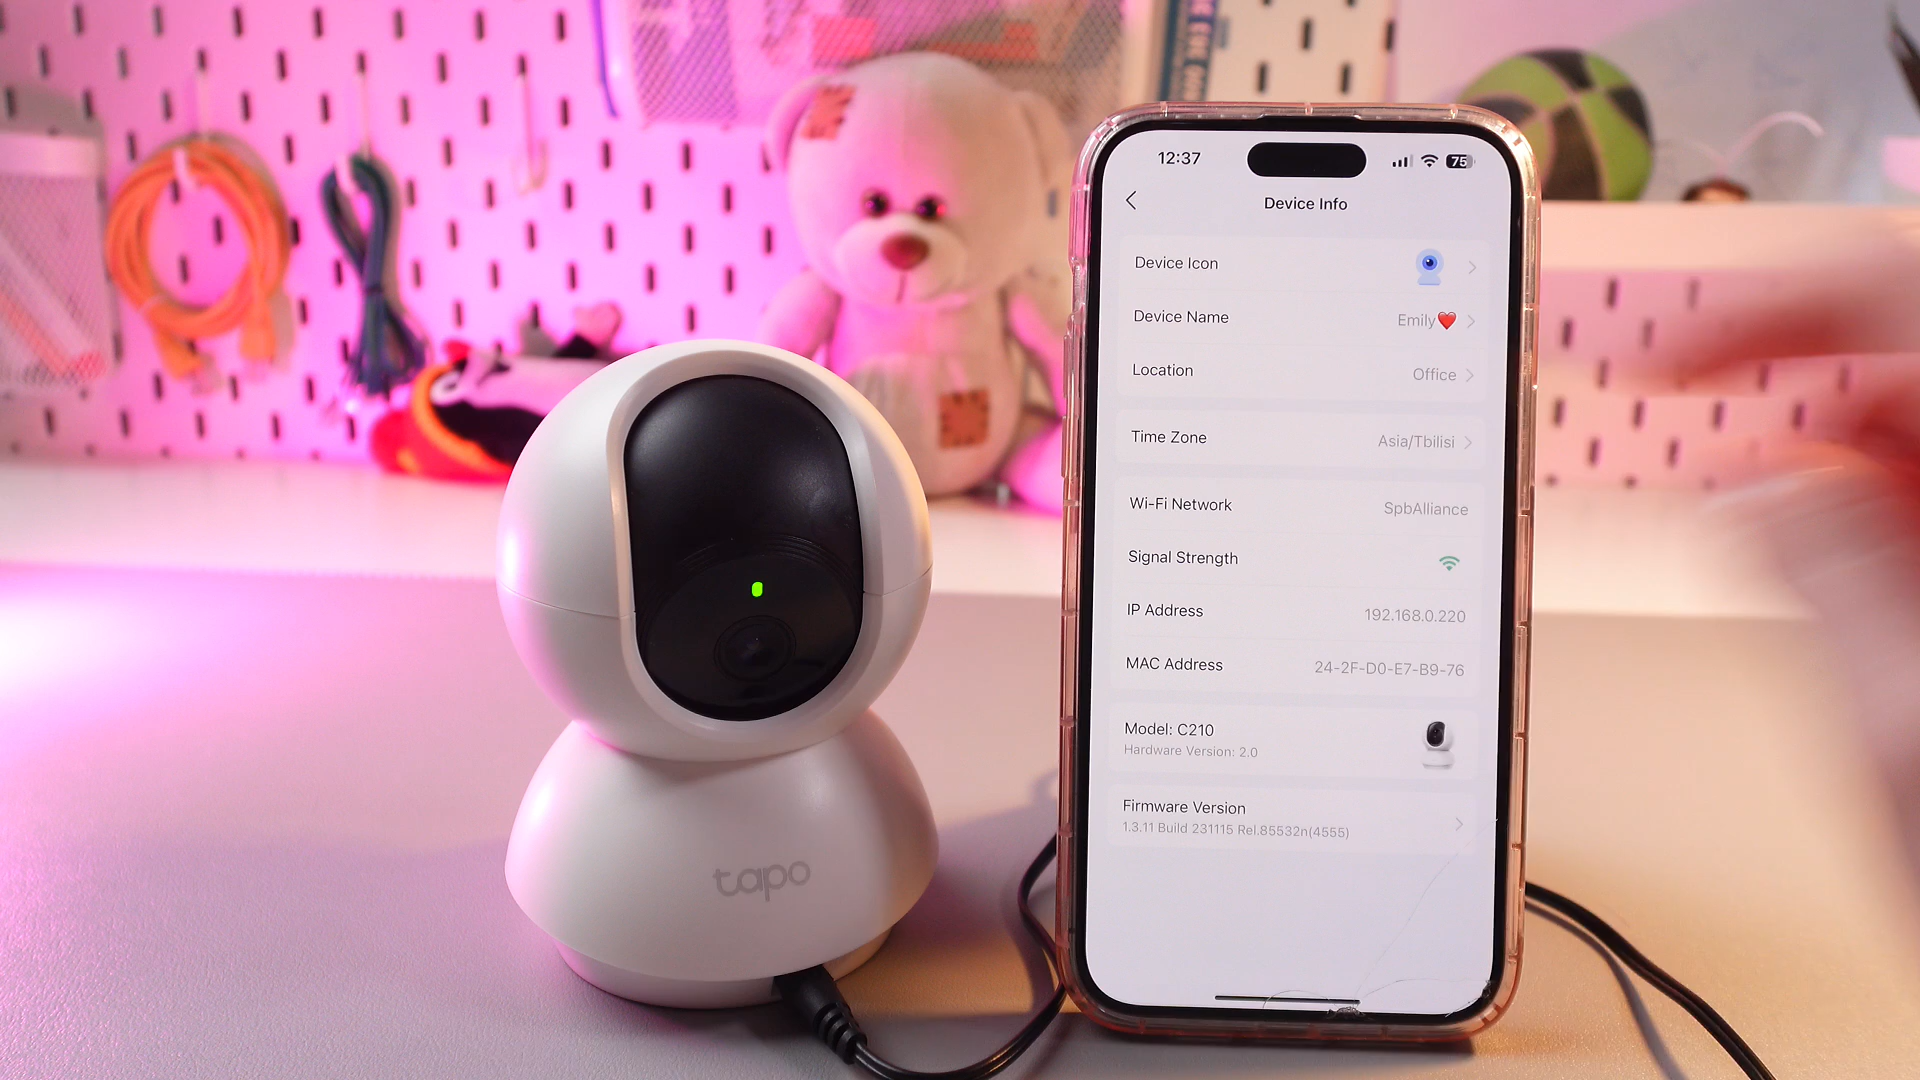 12:37
75
Device Info
Device Icon
Device Name
Emily❤️
Location
Office
Time Zone
Asia/Tbilisi
Wi-Fi Network
SpbAlliance
Signal Strength
IP Address
192.168.0.220
MAC Address
24-2F-D0-E7-B9-76
Model: C210
Hardware Version: 2.0
Firmware Version
1.3.11 Build 231115 Rel.85532n(4555)
tapo